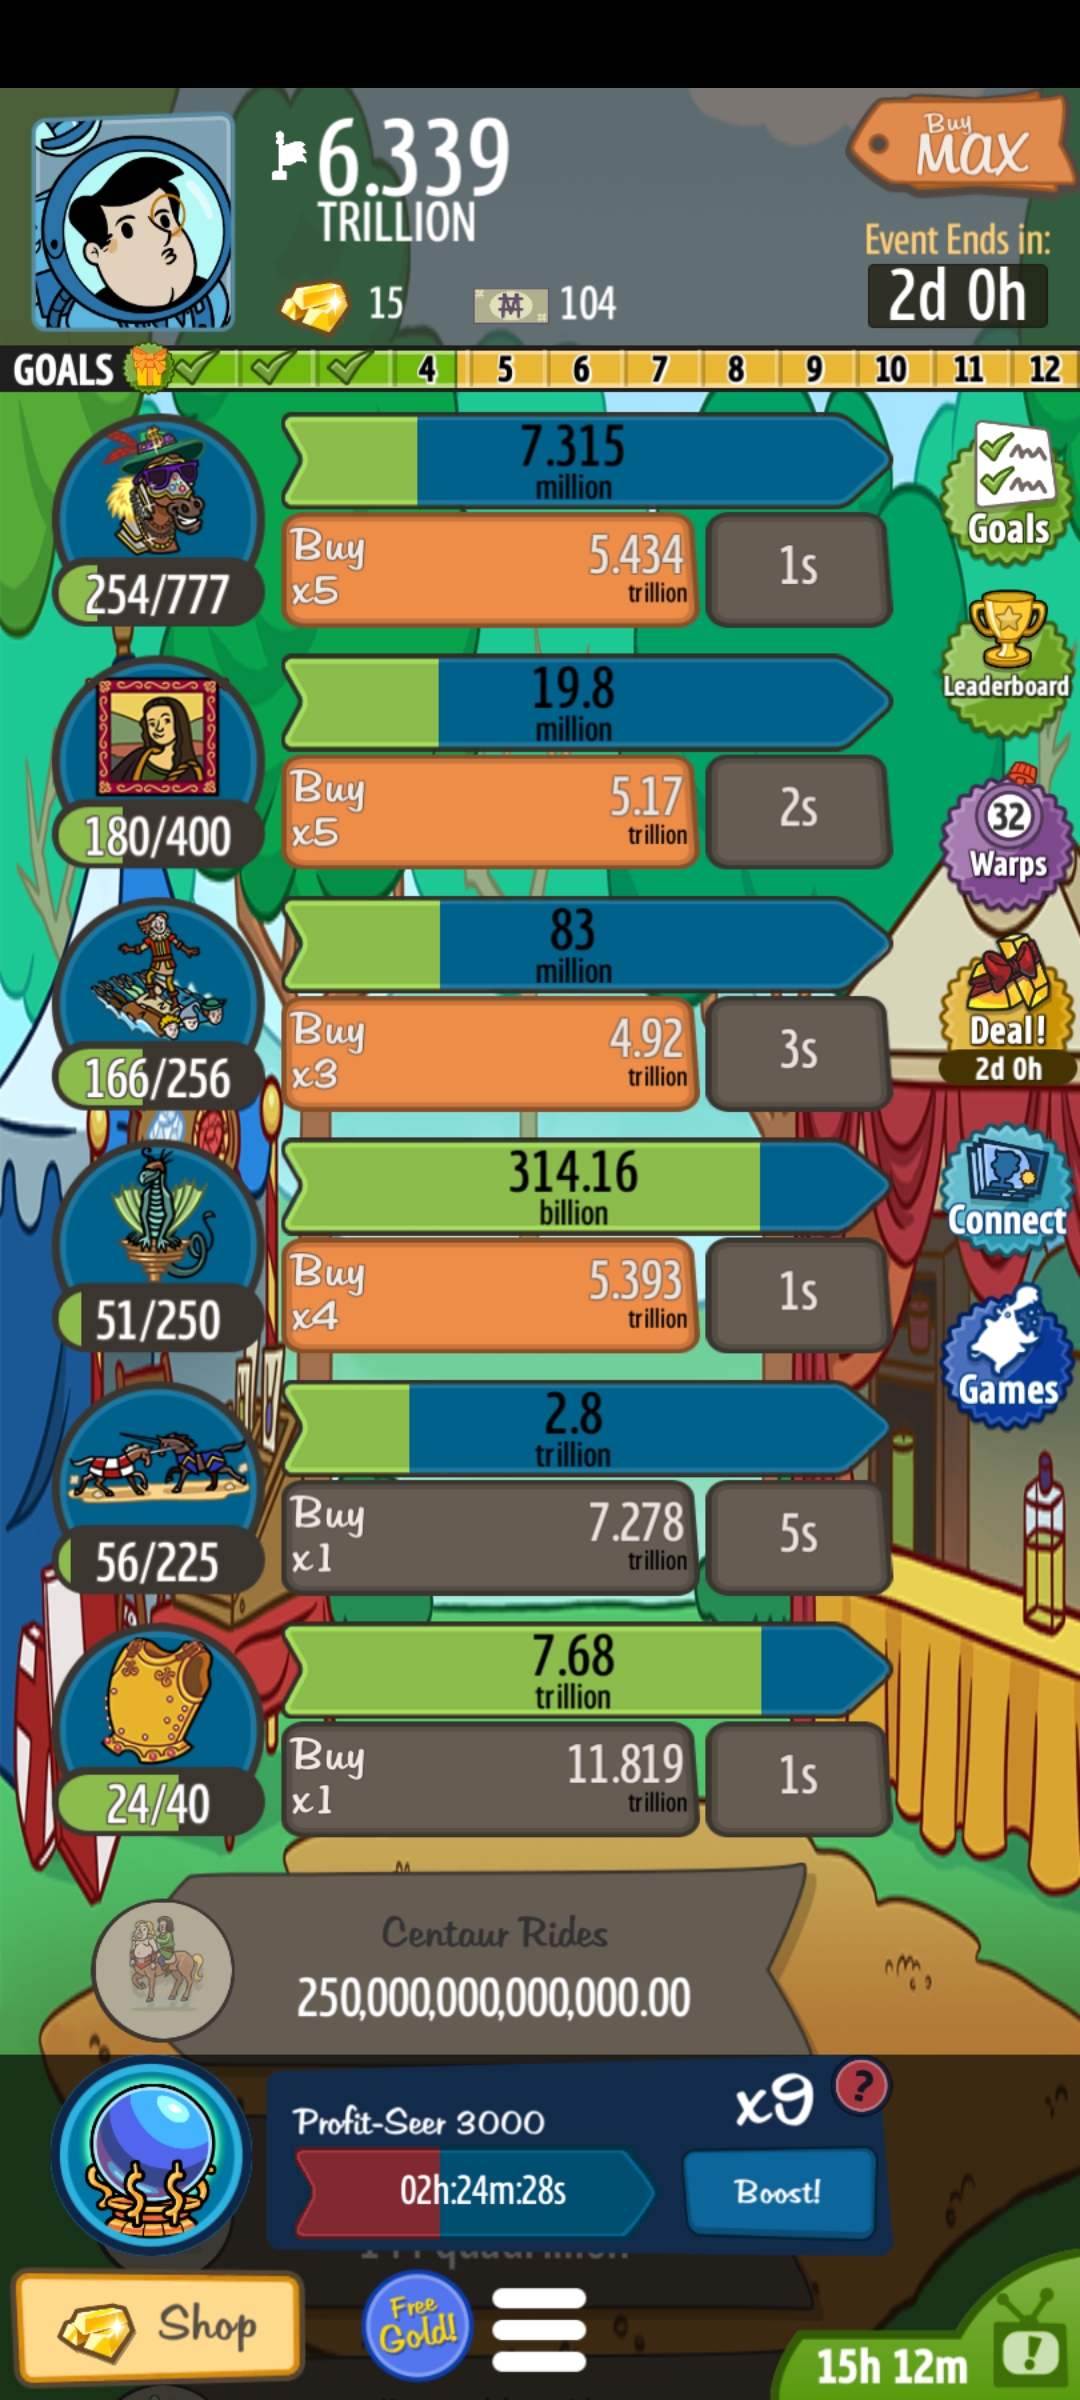 6.339
TRILLION
15
104
Buy
MAX
Event Ends in:
2d 0h
GOALS 4 5 6 7 8 9 10 11 12
7.315
million
Buy
x5
5.434
trillion
1s
254/777
Goals
19.8
million
Buy
x5
5.17
trillion
2s
180/400
Leaderboard
32
Warps
83
million
Buy
x3
4.92
trillion
3s
166/256
Deal!
2d 0h
314.16
billion
Buy
x4
5.393
trillion
1s
51/250
Connect
Games
2.8
trillion
Buy
x1
7.278
trillion
5s
56/225
7.68
trillion
Buy
x1
11.819
trillion
1s
24/40
Centaur Rides
250,000,000,000,000.00
Profit-Seer 3000
x9
?
02h:24m:28s
Boost!
Shop
Free
Gold!
15h 12m
!